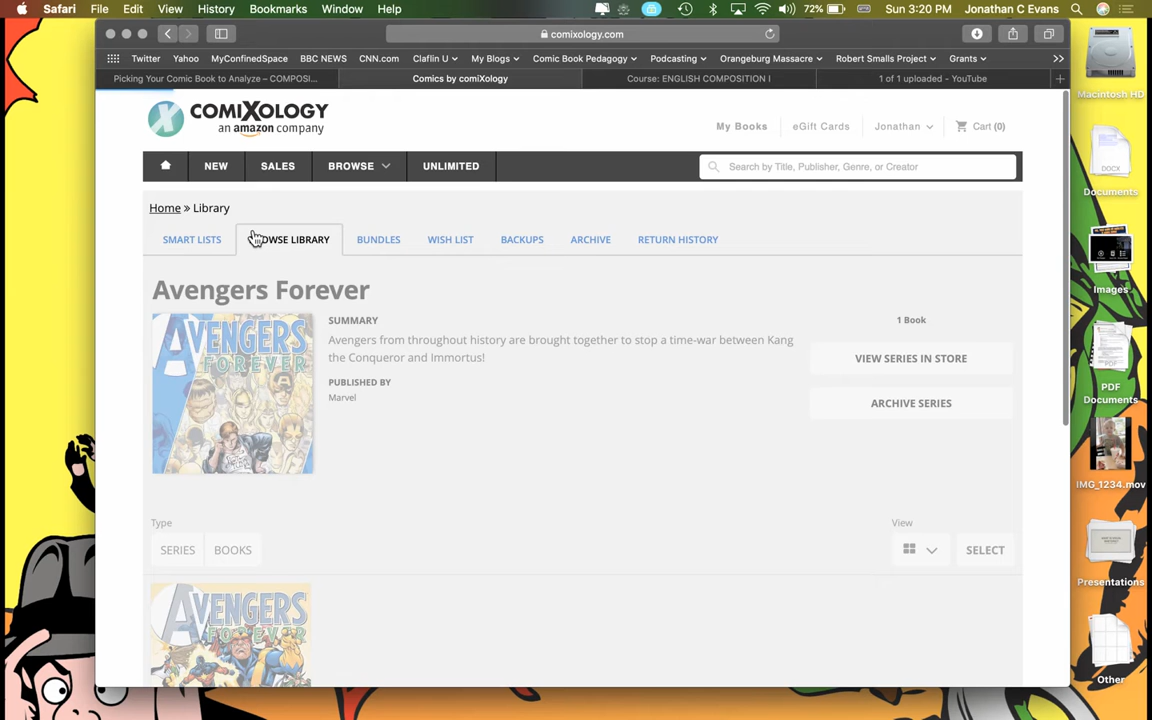 Safari File Edit View History Bookmarks Window Help 72% Sun 3:20 PM Jonathan C Evans
comixology.com
Twitter Yahoo MyConfinedSpace BBC NEWS CNN.com Claflin U My Blogs Comic Book Pedagogy Podcasting Orangeburg Massacre Robert Smalls Project Grants
Picking Your Comic Book to Analyze – COMPOSI... Comics by comiXology Course: ENGLISH COMPOSITION I 1 of 1 uploaded - YouTube
Macintosh HD
COMIXOLOGY
an amazon company
My Books eGift Cards Jonathan Cart (0)
NEW SALES BROWSE UNLIMITED Search by Title, Publisher, Genre, or Creator
DOCX
Documents
Home » Library
SMART LISTS OWSE LIBRARY BUNDLES WISH LIST BACKUPS ARCHIVE RETURN HISTORY
Images
Avengers Forever
AVENGERS
FOREVER
SUMMARY
Avengers from throughout history are brought together to stop a time-war between Kang
the Conqueror and Immortus!
PUBLISHED BY
Marvel
1 Book
VIEW SERIES IN STORE
ARCHIVE SERIES
PDF
PDF
Documents
IMG_1234.mov
Type
SERIES BOOKS
View
SELECT
Presentations
AVENGERS
FOREVER
Other